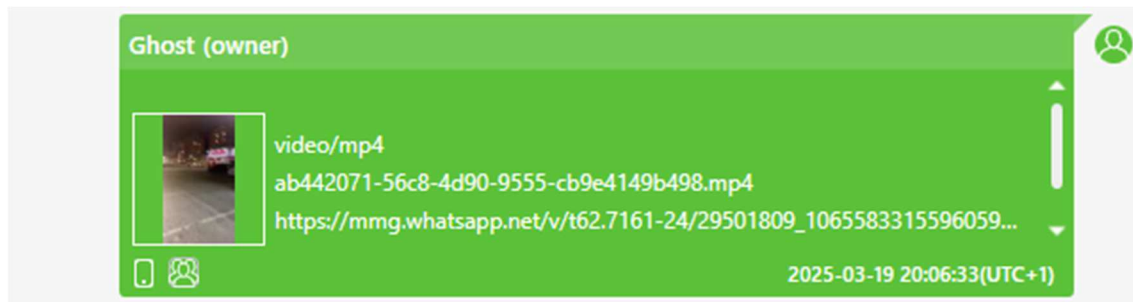 Ghost (owner)
video/mp4
ab442071-56c8-4d90-9555-cb9e4149b498.mp4
https://mmg.whatsapp.net/v/t62.7161-24/29501809_1065583315596059...
2025-03-19 20:06:33(UTC+1)